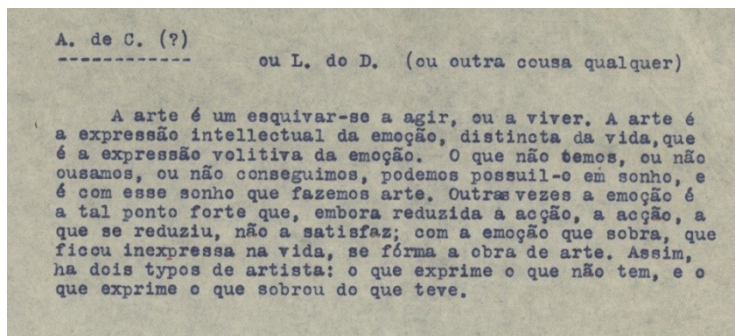 A. de C. (?)
ou L. do D. (ou outra cousa qualquer)
A arte é um esquivar-se a agir, ou a viver. A arte é
a expressão intellectual da emoção, distincta da vida,que
é a expressão volitiva da emoção. O que não temos, ou não
ousamos, ou não conseguimos, podemos possuil-o em sonho, e
é com esse sonho que fazemos arte. Outras vezes a emoção é
a tal ponto forte que, embora reduzida à acção, a acção, a
que se reduziu, não a satisfaz; com a emoção que sobra, que
ficou inexpressa na vida, se fórma a obra de arte. Assim,
ha dois typos de artista: o que exprime o que não tem, e o
que exprime o que sobrou do que teve.